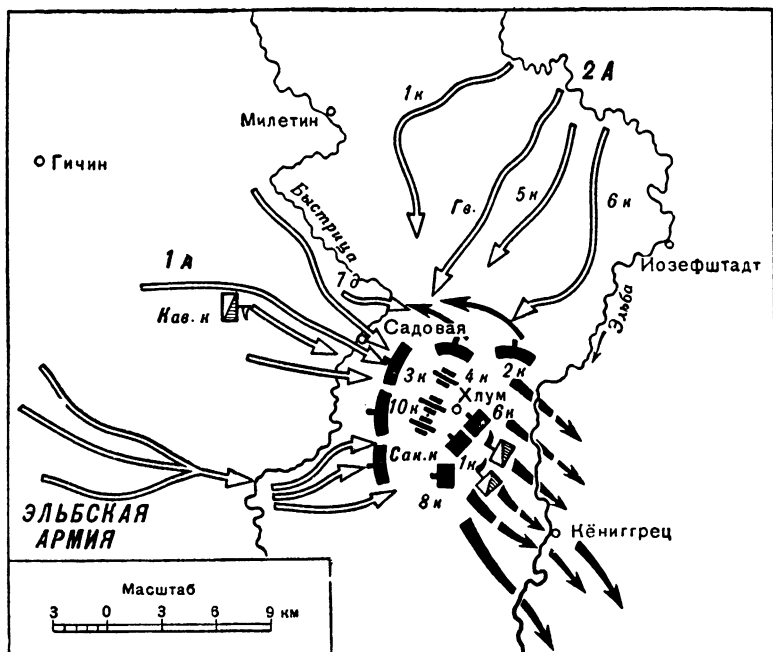 2 А
1 к
Милетин
Гичин
Гв.
5 к
6 к
Быстрица
Иозефштадт
1 А
7 д
Эльба
Кав. к
Садовая
3 к
4 к
2 к
Хлум
10 к
6 к
Сак. к
1 к
8 к
ЭЛЬБСКАЯ
АРМИЯ
Кёниггрец
Масштаб
3 0 3 6 9 км